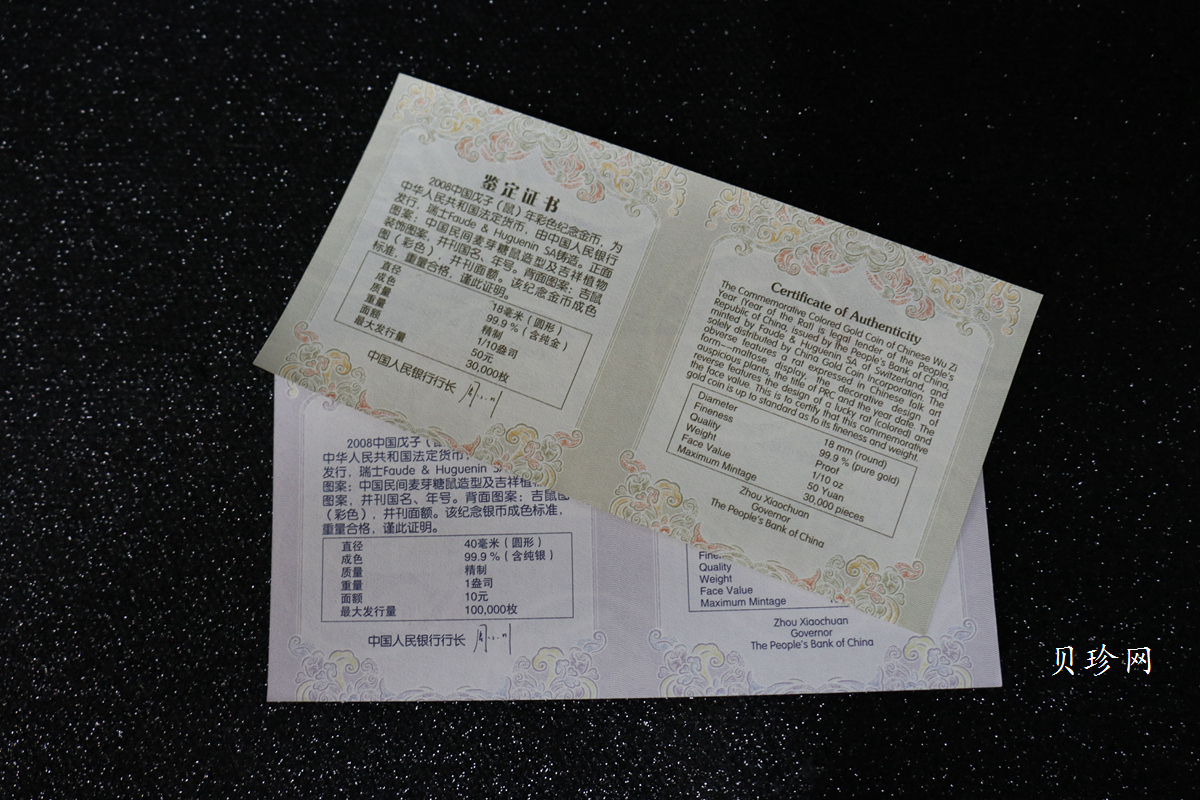 鉴定证书
2008中国戊子（鼠）年彩色纪念金币，为
中华人民共和国法定货币，由中国人民银行
发行，瑞士Faude & Huguenin SA铸造。正面
图案：中国民间麦芽糖鼠造型及吉祥植物
装饰图案，并刊国名、年号。背面图案：吉鼠
图（彩色），并刊面额。该纪念金币成色
标准，重量合格，谨此证明。
直径 18毫米（圆形）
成色 99.9％（含纯金）
质量 精制
重量 1/10盎司
面额 50元
最大发行量 30,000枚
中国人民银行行长
Certificate of Authenticity
The Commemorative Colored Gold Coin of Chinese Wu Zi
Year (Year of the Rat) is legal tender of the People's
Republic of China, issued by the People's Bank of China,
minted by Faude & Huguenin SA of Switzerland, and
solely distributed by China Gold Coin Incorporation. The
obverse features a rat expressed in Chinese folk art
form---maltose display, the decorative design of
auspicious plants, the title of PRC and the year date. The
reverse features the design of a lucky rat (colored) and
the face value. This is to certify that this commemorative
gold coin is up to standard as to its fineness and weight.
Diameter 18 mm (round)
Fineness 99.9 % (pure gold)
Quality Proof
Weight 1/10 oz
Face Value 50 Yuan
Maximum Mintage 30,000 pieces
Zhou Xiaochuan
Governor
The People's Bank of China
2008中国戊子（
中华人民共和国法定货币，
发行，瑞士Faude & Huguenin
图案：中国民间麦芽糖鼠造型及吉祥植
图案，并刊国名、年号。背面图案：吉鼠图
（彩色），并刊面额。该纪念银币成色标准，
重量合格，谨此证明。
直径 40毫米（圆形）
成色 99.9％（含纯银）
质量 精制
重量 1盎司
面额 10元
最大发行量 100,000枚
中国人民银行行长
Quality
Weight
Face Value
Maximum Mintage
Zhou Xiaochuan
Governor
The People's Bank of China
贝珍网